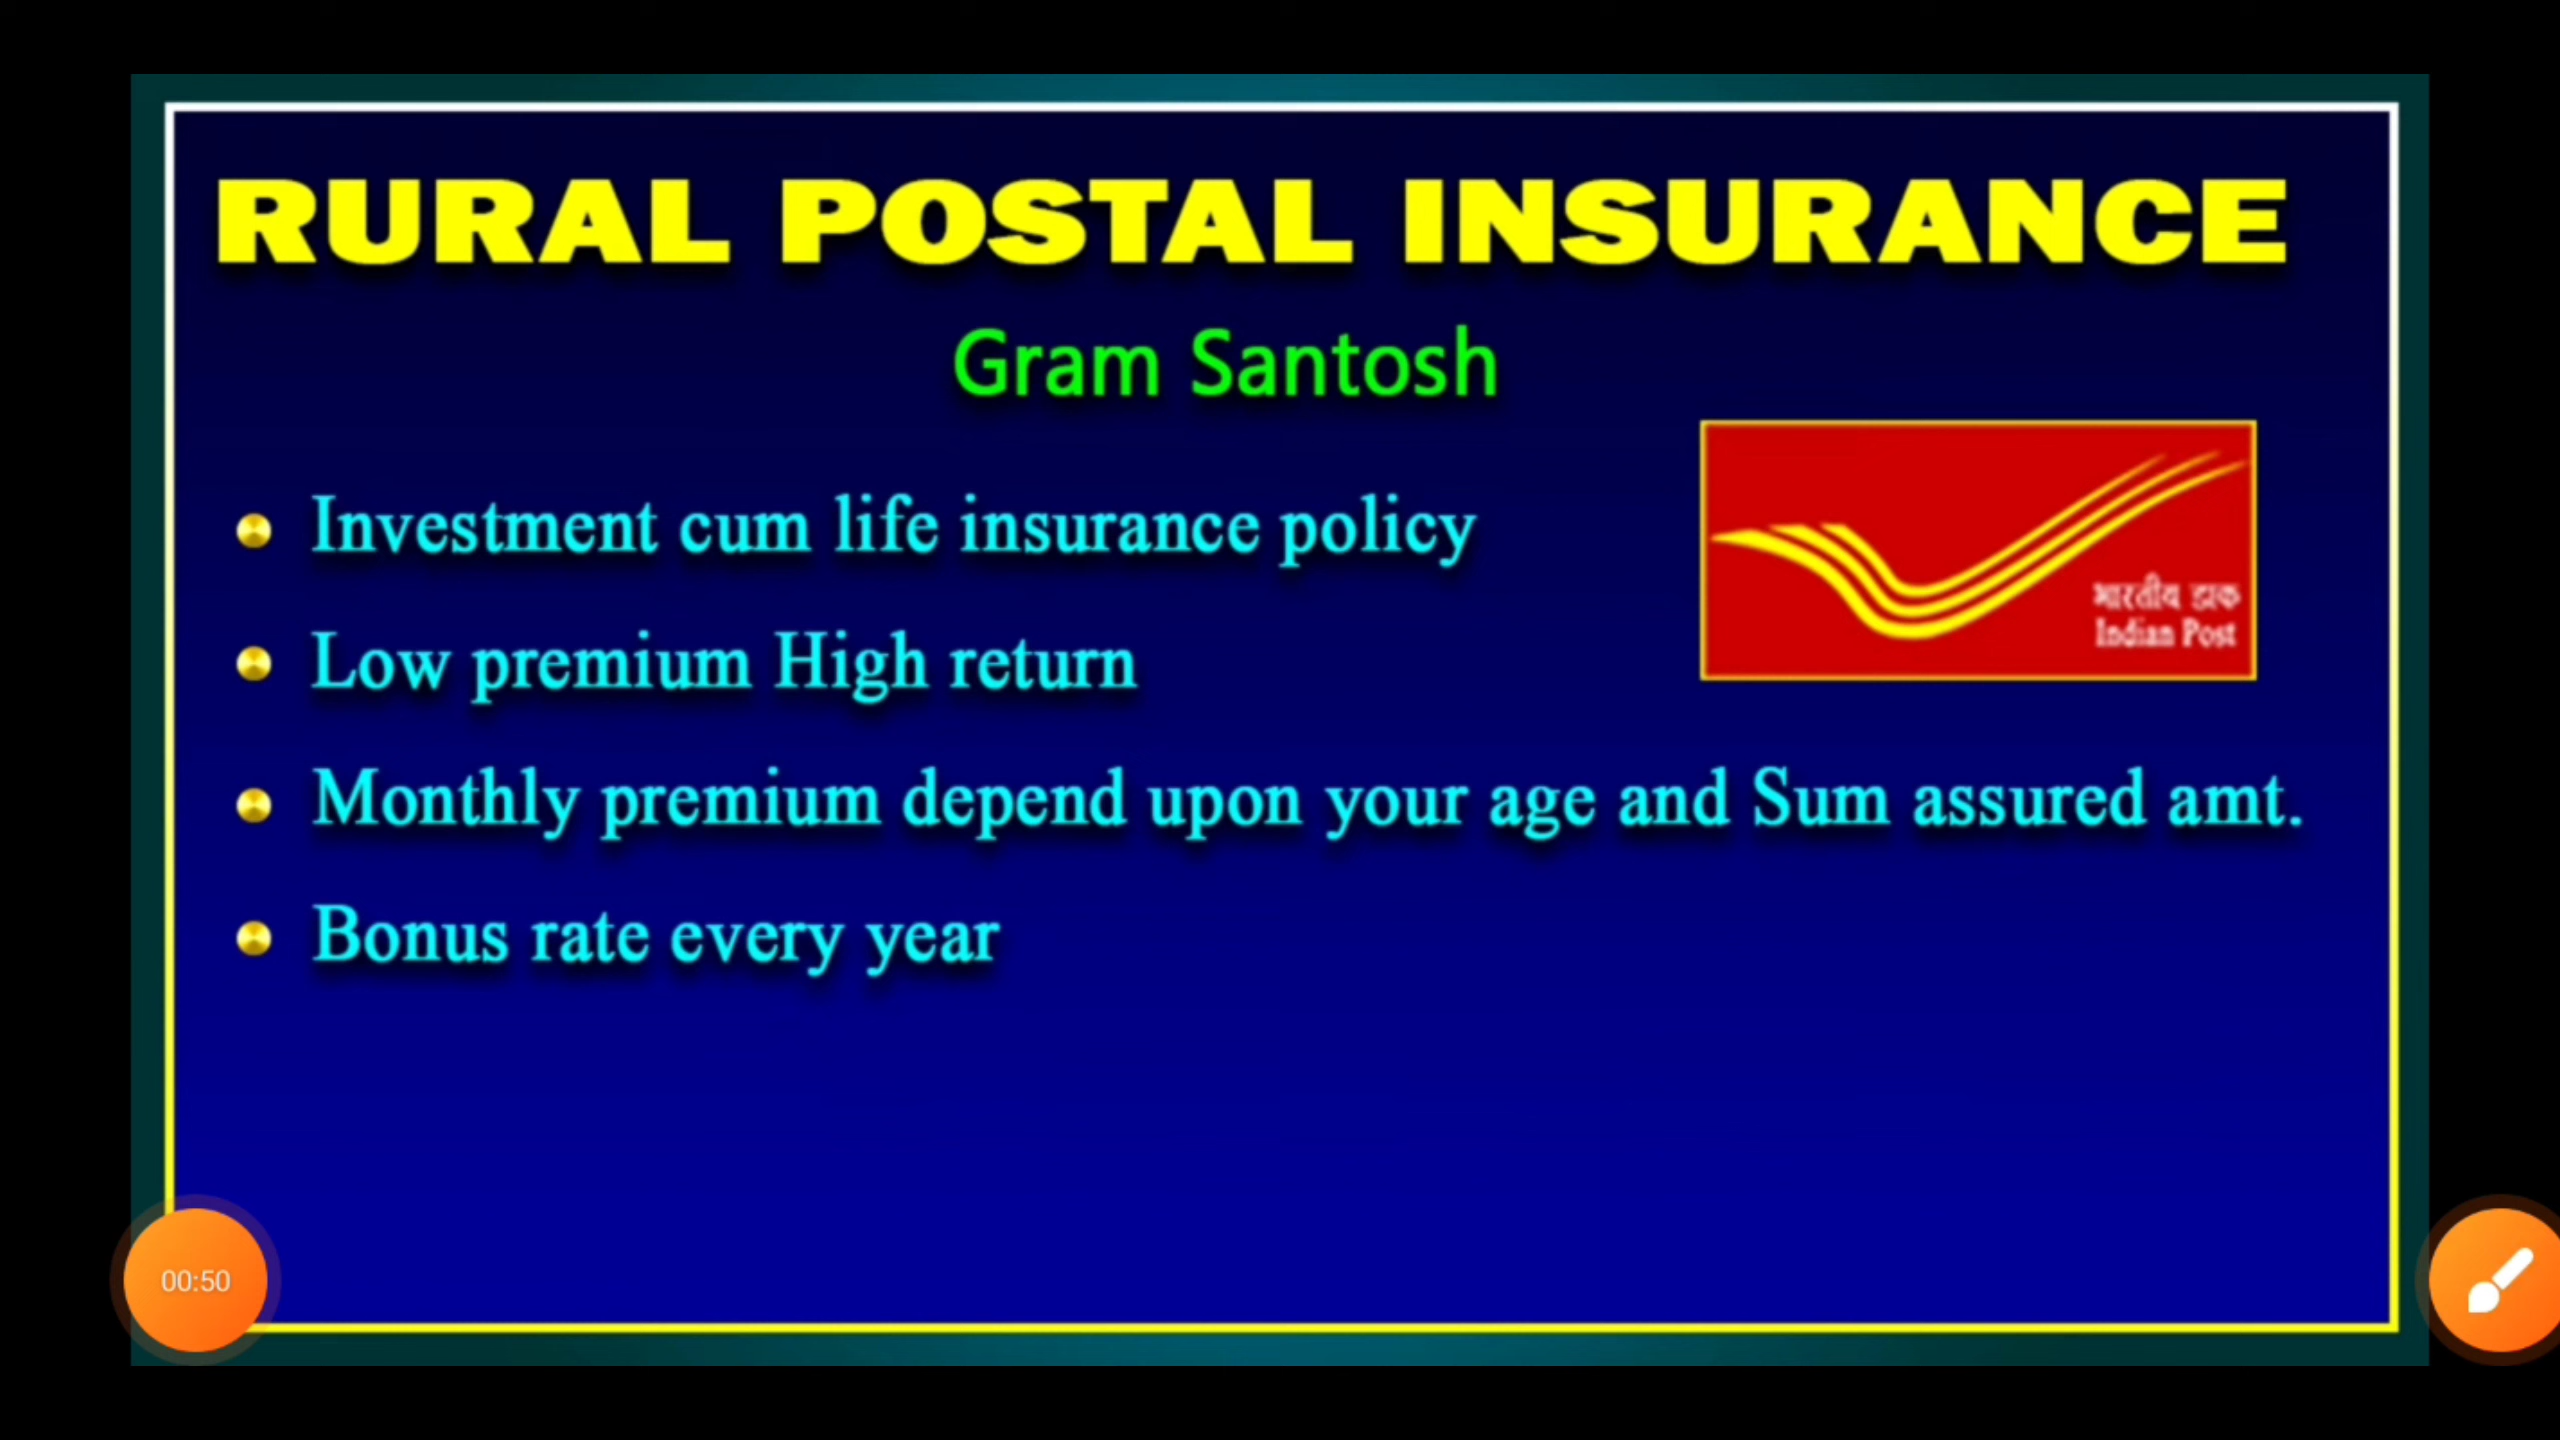 RURAL POSTAL INSURANCE
Gram Santosh
Investment cum life insurance policy
Low premium High return
Monthly premium depend upon your age and Sum assured amt.
Bonus rate every year
भारतीय डाक
Indian Post
00:50